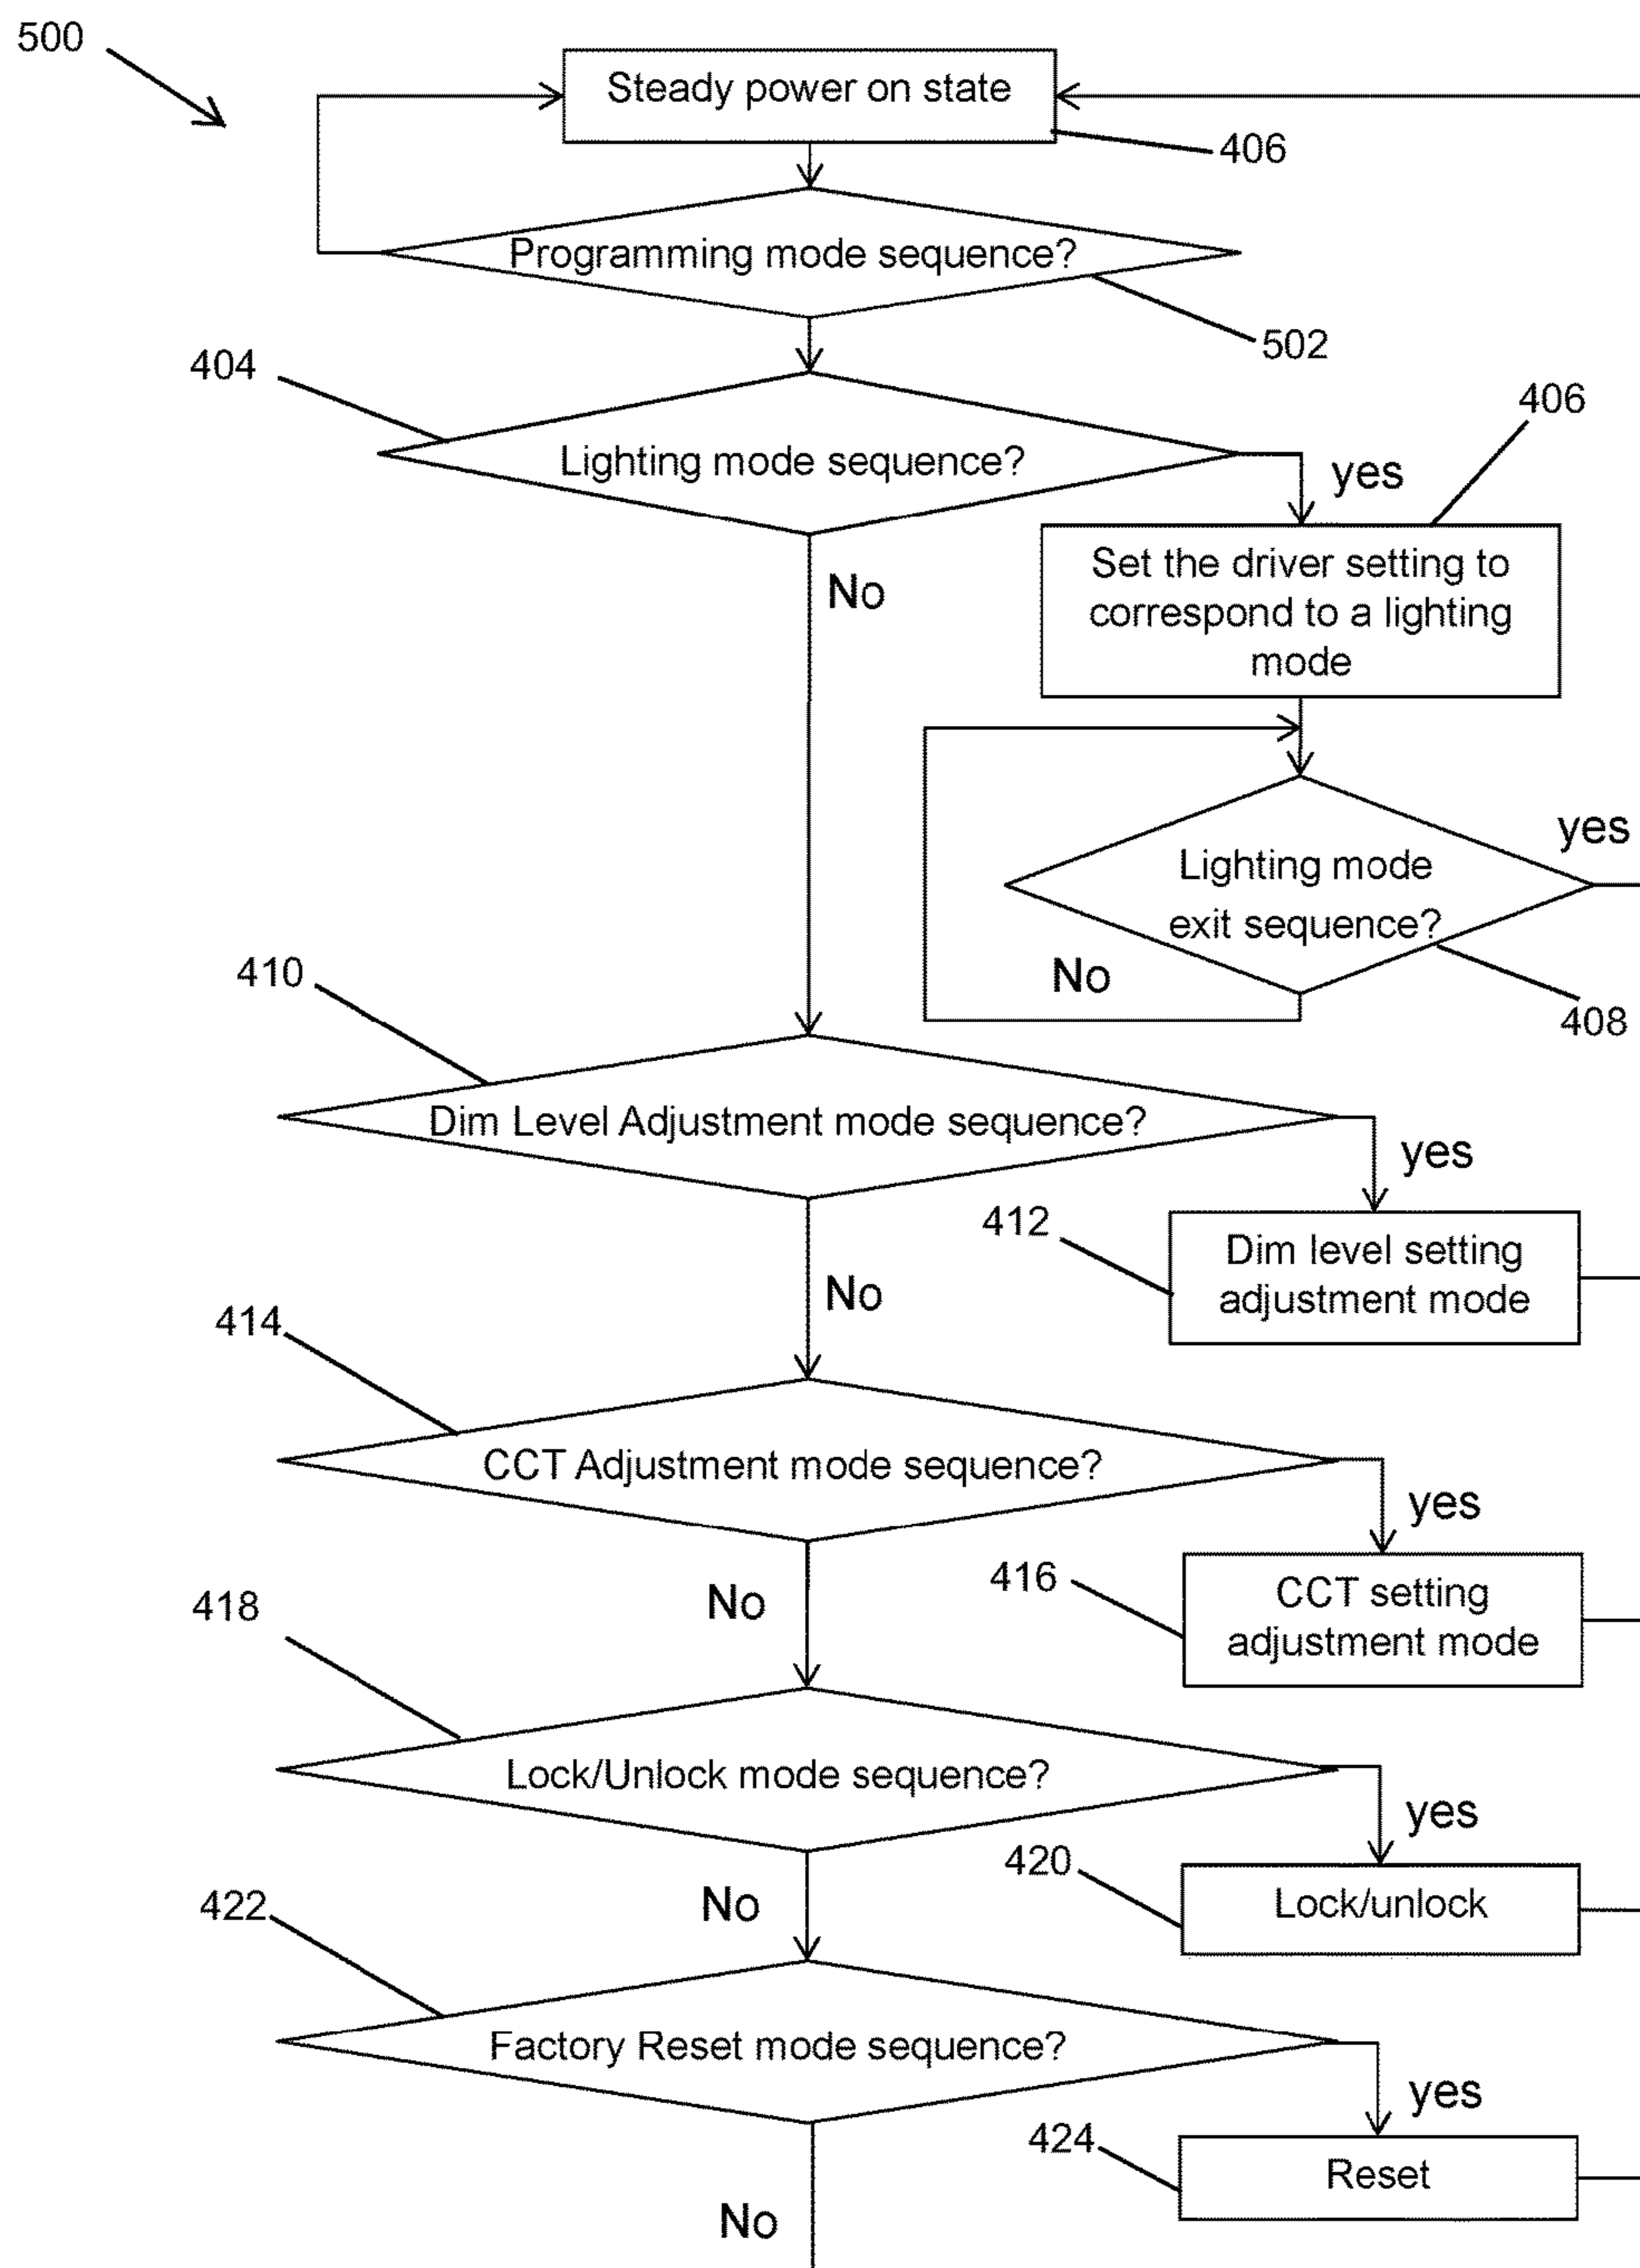 500
Steady power on state
406
Programming mode sequence?
502
404
Lighting mode sequence?
406
yes
No
Set the driver setting to
correspond to a lighting
mode
yes
Lighting mode
exit sequence?
No
408
410
Dim Level Adjustment mode sequence?
yes
412
Dim level setting
adjustment mode
No
414
CCT Adjustment mode sequence?
yes
416
CCT setting
adjustment mode
No
418
Lock/Unlock mode sequence?
yes
420
Lock/unlock
No
422
Factory Reset mode sequence?
yes
424
Reset
No